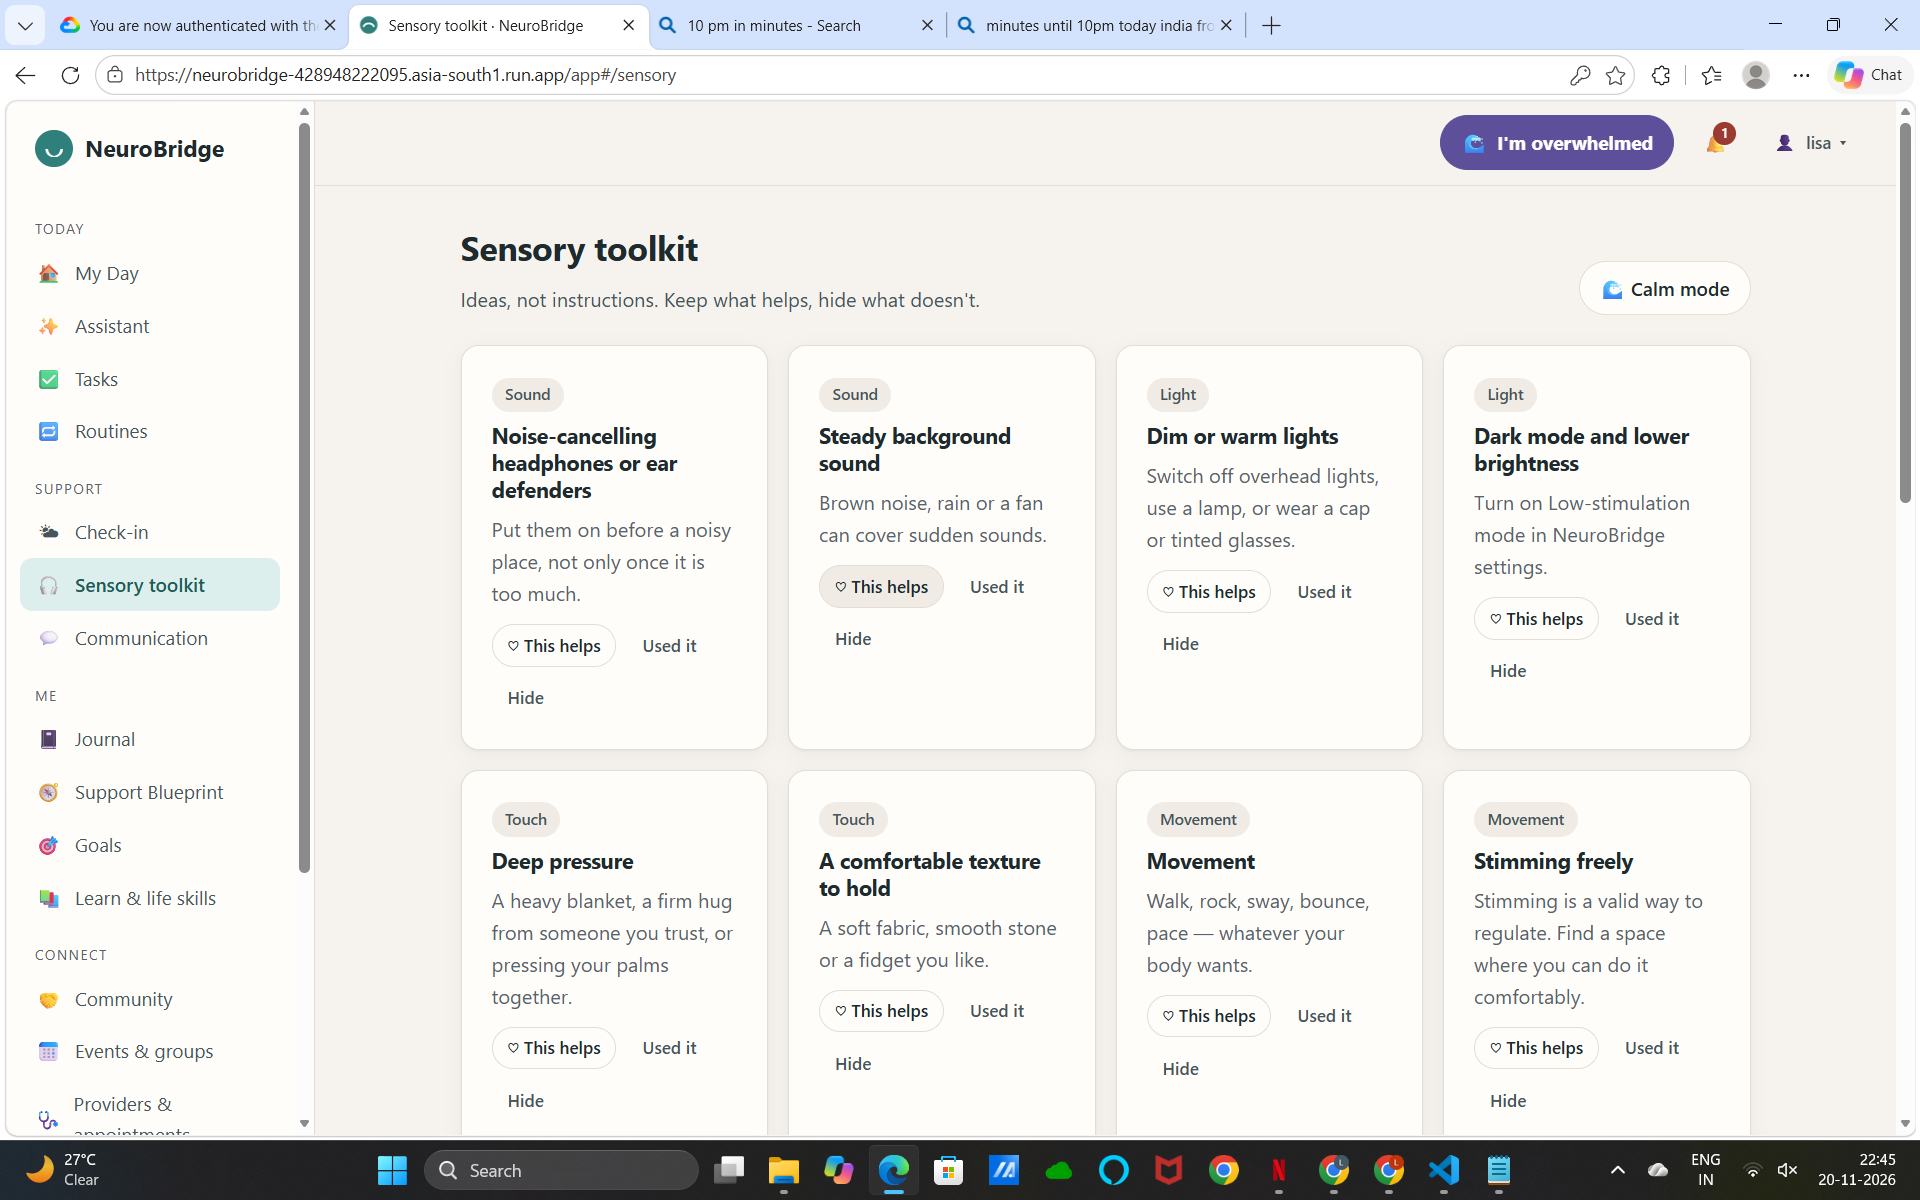 You are now authenticated with the
Sensory toolkit · NeuroBridge
10 pm in minutes - Search
minutes until 10pm today india fro
https://neurobridge-428948222095.asia-south1.run.app/app#/sensory
Chat
NeuroBridge
TODAY
My Day
Assistant
Tasks
Routines
SUPPORT
Check-in
Sensory toolkit
Communication
ME
Journal
Support Blueprint
Goals
Learn & life skills
CONNECT
Community
Events & groups
Providers &
appointments
I'm overwhelmed
1
lisa
Sensory toolkit
Ideas, not instructions. Keep what helps, hide what doesn't.
Calm mode
Sound
Noise-cancelling
headphones or ear
defenders
Put them on before a noisy
place, not only once it is
too much.
♡ This helps
Used it
Hide
Sound
Steady background
sound
Brown noise, rain or a fan
can cover sudden sounds.
♡ This helps
Used it
Hide
Light
Dim or warm lights
Switch off overhead lights,
use a lamp, or wear a cap
or tinted glasses.
♡ This helps
Used it
Hide
Light
Dark mode and lower
brightness
Turn on Low-stimulation
mode in NeuroBridge
settings.
♡ This helps
Used it
Hide
Touch
Deep pressure
A heavy blanket, a firm hug
from someone you trust, or
pressing your palms
together.
♡ This helps
Used it
Hide
Touch
A comfortable texture
to hold
A soft fabric, smooth stone
or a fidget you like.
♡ This helps
Used it
Hide
Movement
Movement
Walk, rock, sway, bounce,
pace — whatever your
body wants.
♡ This helps
Used it
Hide
Movement
Stimming freely
Stimming is a valid way to
regulate. Find a space
where you can do it
comfortably.
♡ This helps
Used it
Hide
27°C
Clear
Search
ENG
IN
22:45
20-11-2026